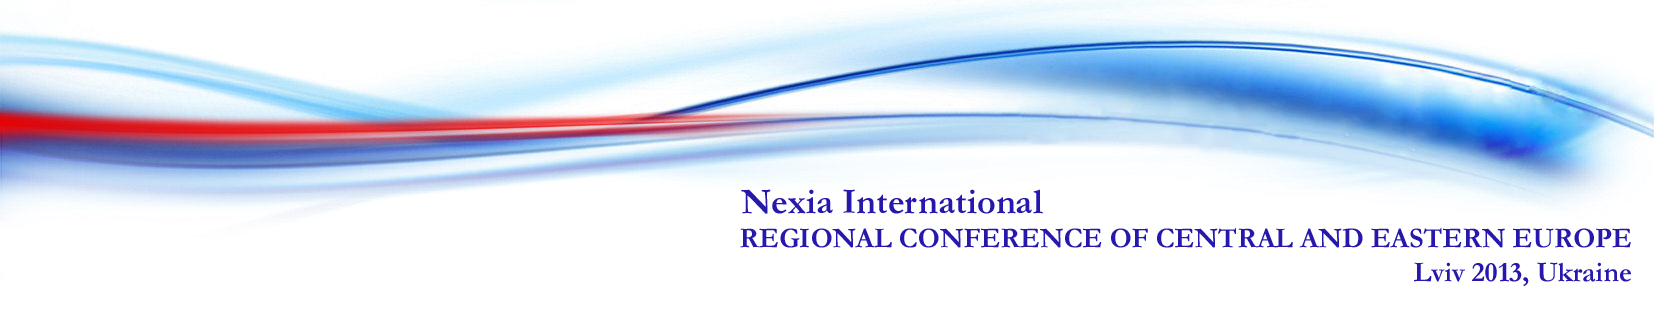 Nexia International
REGIONAL CONFERENCE OF CENTRAL AND EASTERN EUROPE
Lviv 2013, Ukraine